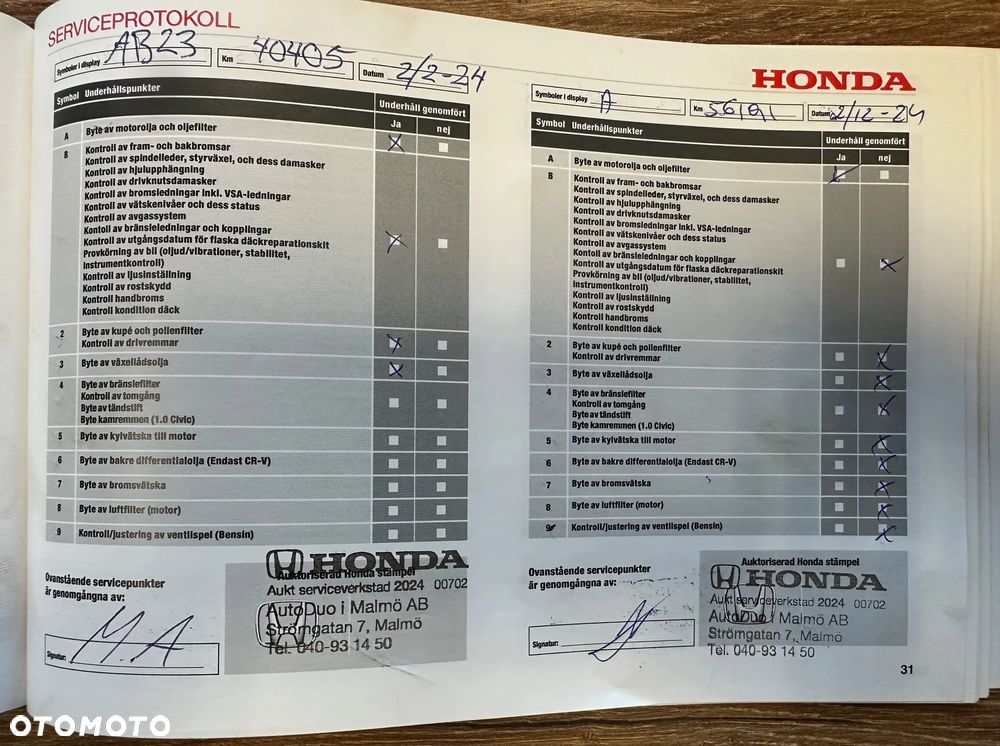 SERVICEPROTOKOLL
Symboler i display AB23 Km 40405 Datum 2/2-24
Symbol Underhållspunkter Underhåll genomfört
Ja nej
A Byte av motorolja och oljefilter
B Kontroll av fram- och bakbromsar
Kontroll av spindelleder, styrväxel, och dess damasker
Kontroll av hjulupphängning
Kontroll av drivknutsdamasker
Kontroll av bromsledningar inkl. VSA-ledningar
Kontroll av vätskenivåer och dess status
Kontroll av avgassystem
Kontoll av bränsleledningar och kopplingar
Kontroll av utgångsdatum för flaska däckreparationskit
Provkörning av bil (oljud/vibrationer, stabilitet,
instrumentkontroll)
Kontroll av ljusinställning
Kontroll av rostskydd
Kontroll handbroms
Kontroll kondition däck
2 Byte av kupé och pollenfilter
Kontroll av drivremmar
3 Byte av växellådsolja
4 Byte av bränslefilter
Kontroll av tomgång
Byte av tändstift
Byte kamremmen (1.0 Civic)
5 Byte av kylvätska till motor
6 Byte av bakre differentialolja (Endast CR-V)
7 Byte av bromsvätska
8 Byte av luftfilter (motor)
9 Kontroll/justering av ventilspel (Bensin)
Ovanstående servicepunkter
är genomgångna av:
Signatur: M.A
HONDA
Auktoriserad Honda stämpel
Aukt serviceverkstad 2024 00702
AutoDuo i Malmö AB
Strömgatan 7, Malmö
Tel. 040-93 14 50
HONDA
Symboler i display A Km 56191 Datum 2/12-24
Symbol Underhållspunkter Underhåll genomfört
Ja nej
A Byte av motorolja och oljefilter
B Kontroll av fram- och bakbromsar
Kontroll av spindelleder, styrväxel, och dess damasker
Kontroll av hjulupphängning
Kontroll av drivknutsdamasker
Kontroll av bromsledningar inkl. VSA-ledningar
Kontroll av vätskenivåer och dess status
Kontroll av avgassystem
Kontoll av bränsleledningar och kopplingar
Kontroll av utgångsdatum för flaska däckreparationskit
Provkörning av bil (oljud/vibrationer, stabilitet,
instrumentkontroll)
Kontroll av ljusinställning
Kontroll av rostskydd
Kontroll handbroms
Kontroll kondition däck
2 Byte av kupé och pollenfilter
Kontroll av drivremmar
3 Byte av växellådsolja
4 Byte av bränslefilter
Kontroll av tomgång
Byte av tändstift
Byte kamremmen (1.0 Civic)
5 Byte av kylvätska till motor
6 Byte av bakre differentialolja (Endast CR-V)
7 Byte av bromsvätska
8 Byte av luftfilter (motor)
9 Kontroll/justering av ventilspel (Bensin)
Ovanstående servicepunkter
är genomgångna av:
Signatur:
Auktoriserad Honda stämpel
HONDA
Aukt serviceverkstad 2024 00702
AutoDuo i Malmö AB
Strömgatan 7, Malmö
Tel. 040-93 14 50
31
OTOMOTO